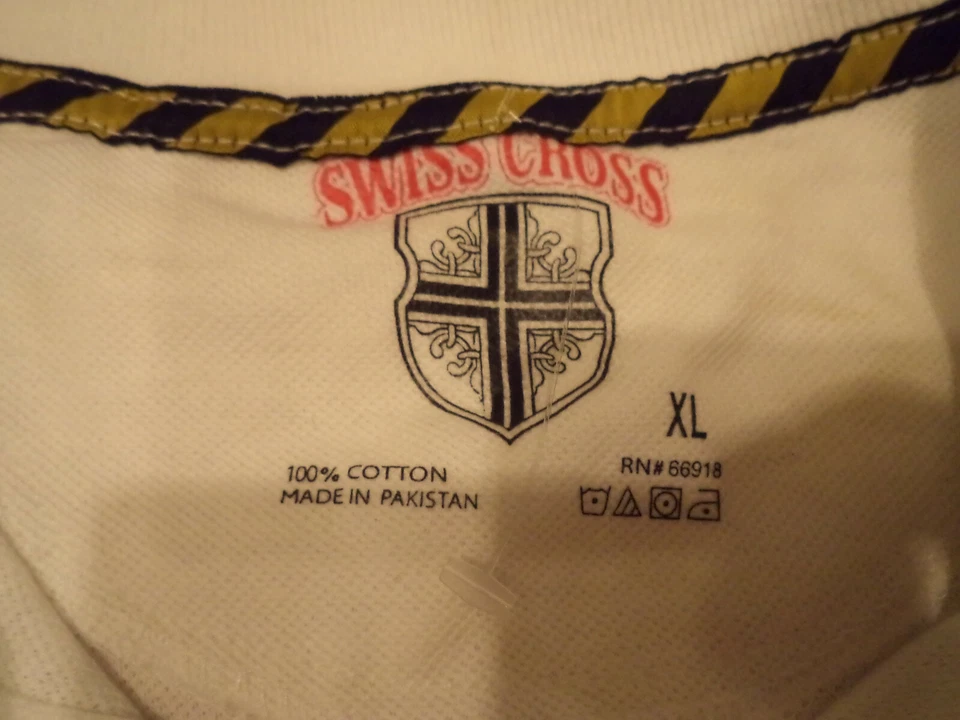 SWISS CROSS
XL
100% COTTON
MADE IN PAKISTAN
RN# 66918